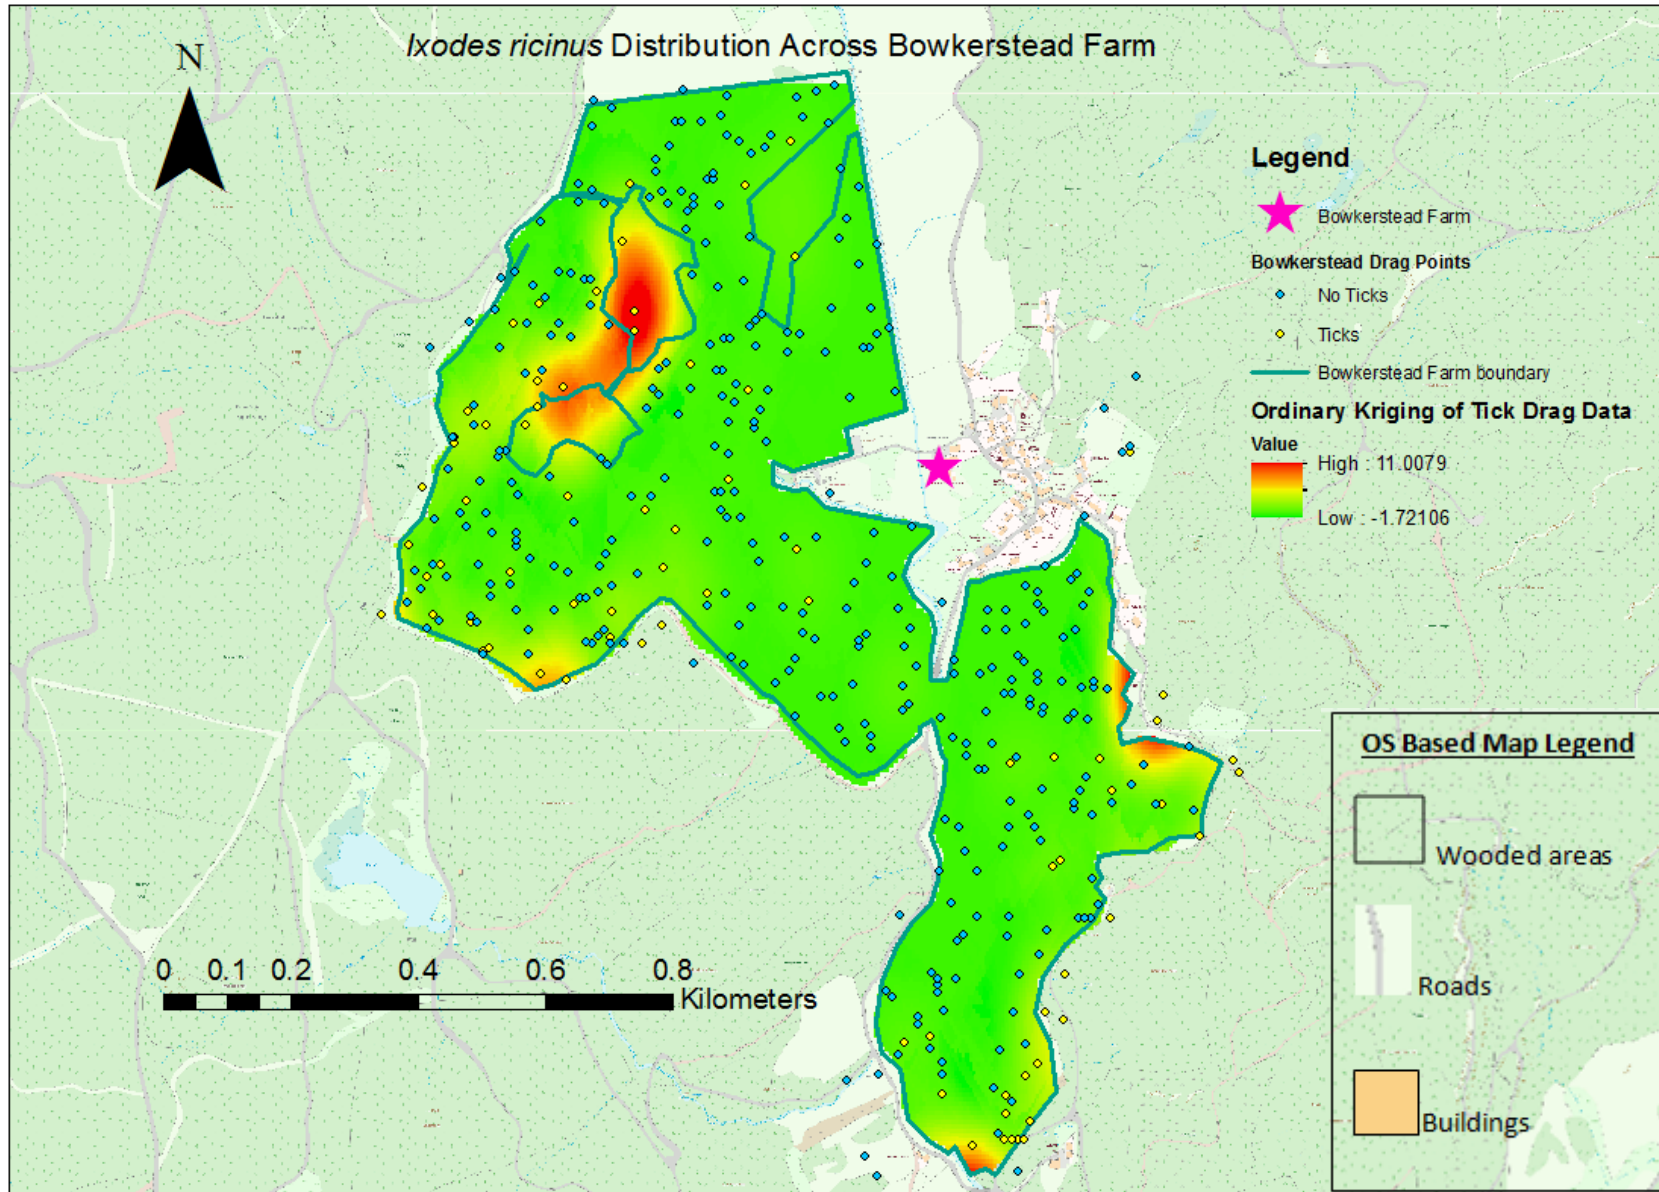 Ixodes ricinus Distribution Across Bowkerstead Farm
N
Legend
Bowkerstead Farm
Bowkerstead Drag Points
No Ticks
Ticks
Bowkerstead Farm boundary
Ordinary Kriging of Tick Drag Data
Value
High : 11.0079
Low : -1.72106
OS Based Map Legend
Wooded areas
Roads
Buildings
0 0.1 0.2 0.4 0.6 0.8
Kilometers